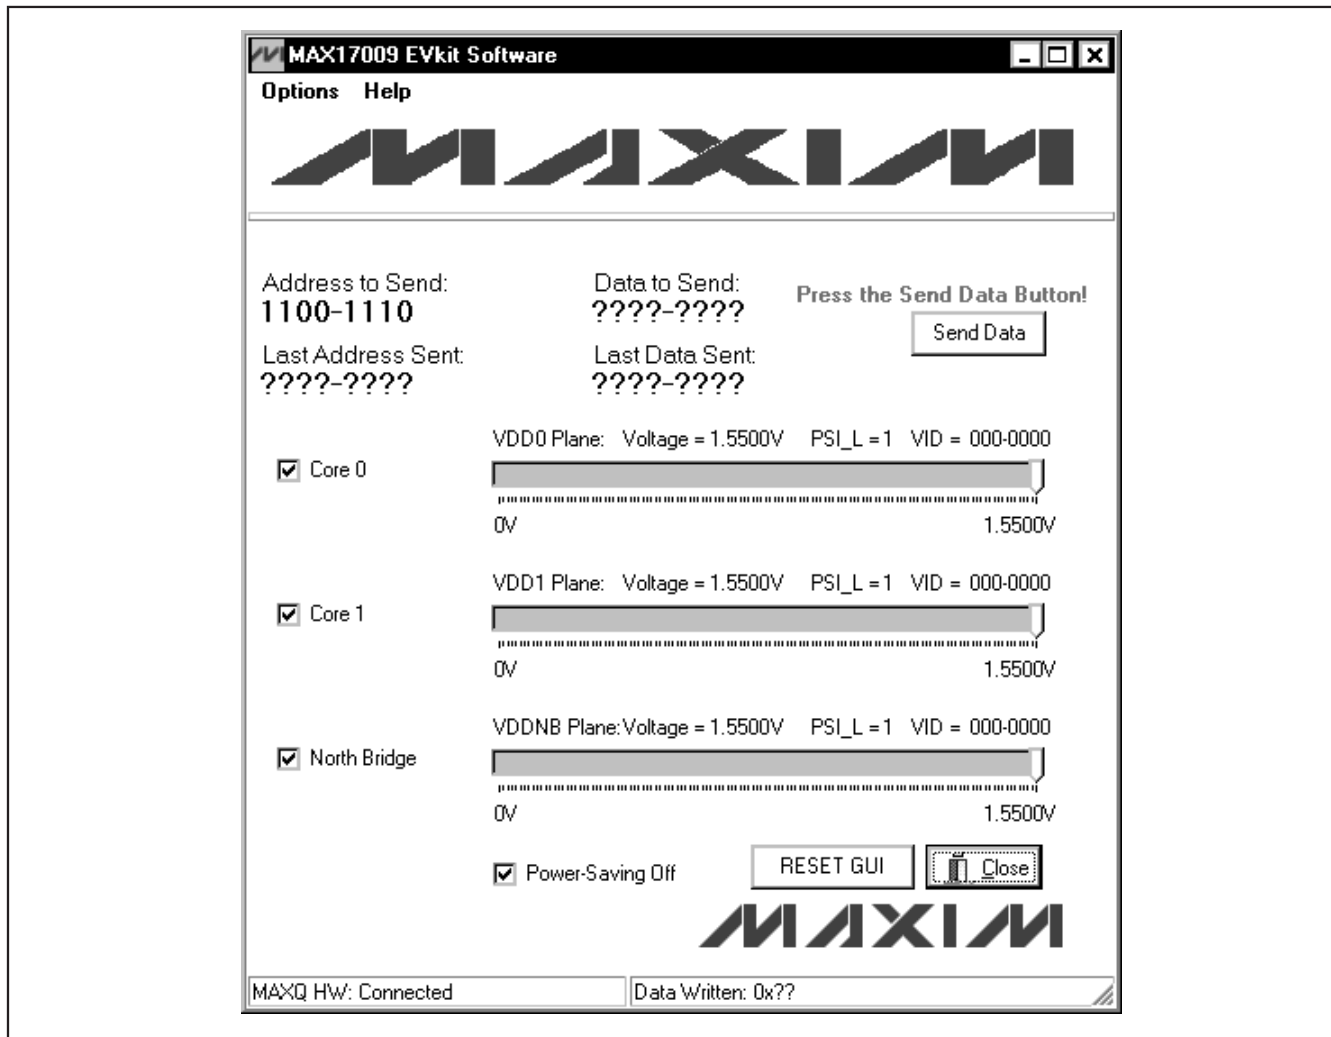 MAX17009 EVkit Software
Options Help
MAXIM
Address to Send:
1100-1110
Data to Send:
????-????
Press the Send Data Button!
Send Data
Last Address Sent:
????-????
Last Data Sent:
????-????
VDD0 Plane: Voltage = 1.5500V PSI_L =1 VID = 000-0000
Core 0
0V 1.5500V
VDD1 Plane: Voltage = 1.5500V PSI_L =1 VID = 000-0000
Core 1
0V 1.5500V
VDDNB Plane: Voltage = 1.5500V PSI_L =1 VID = 000-0000
North Bridge
0V 1.5500V
Power-Saving Off
RESET GUI
Close
MAXIM
MAXQ HW: Connected
Data Written: 0x??